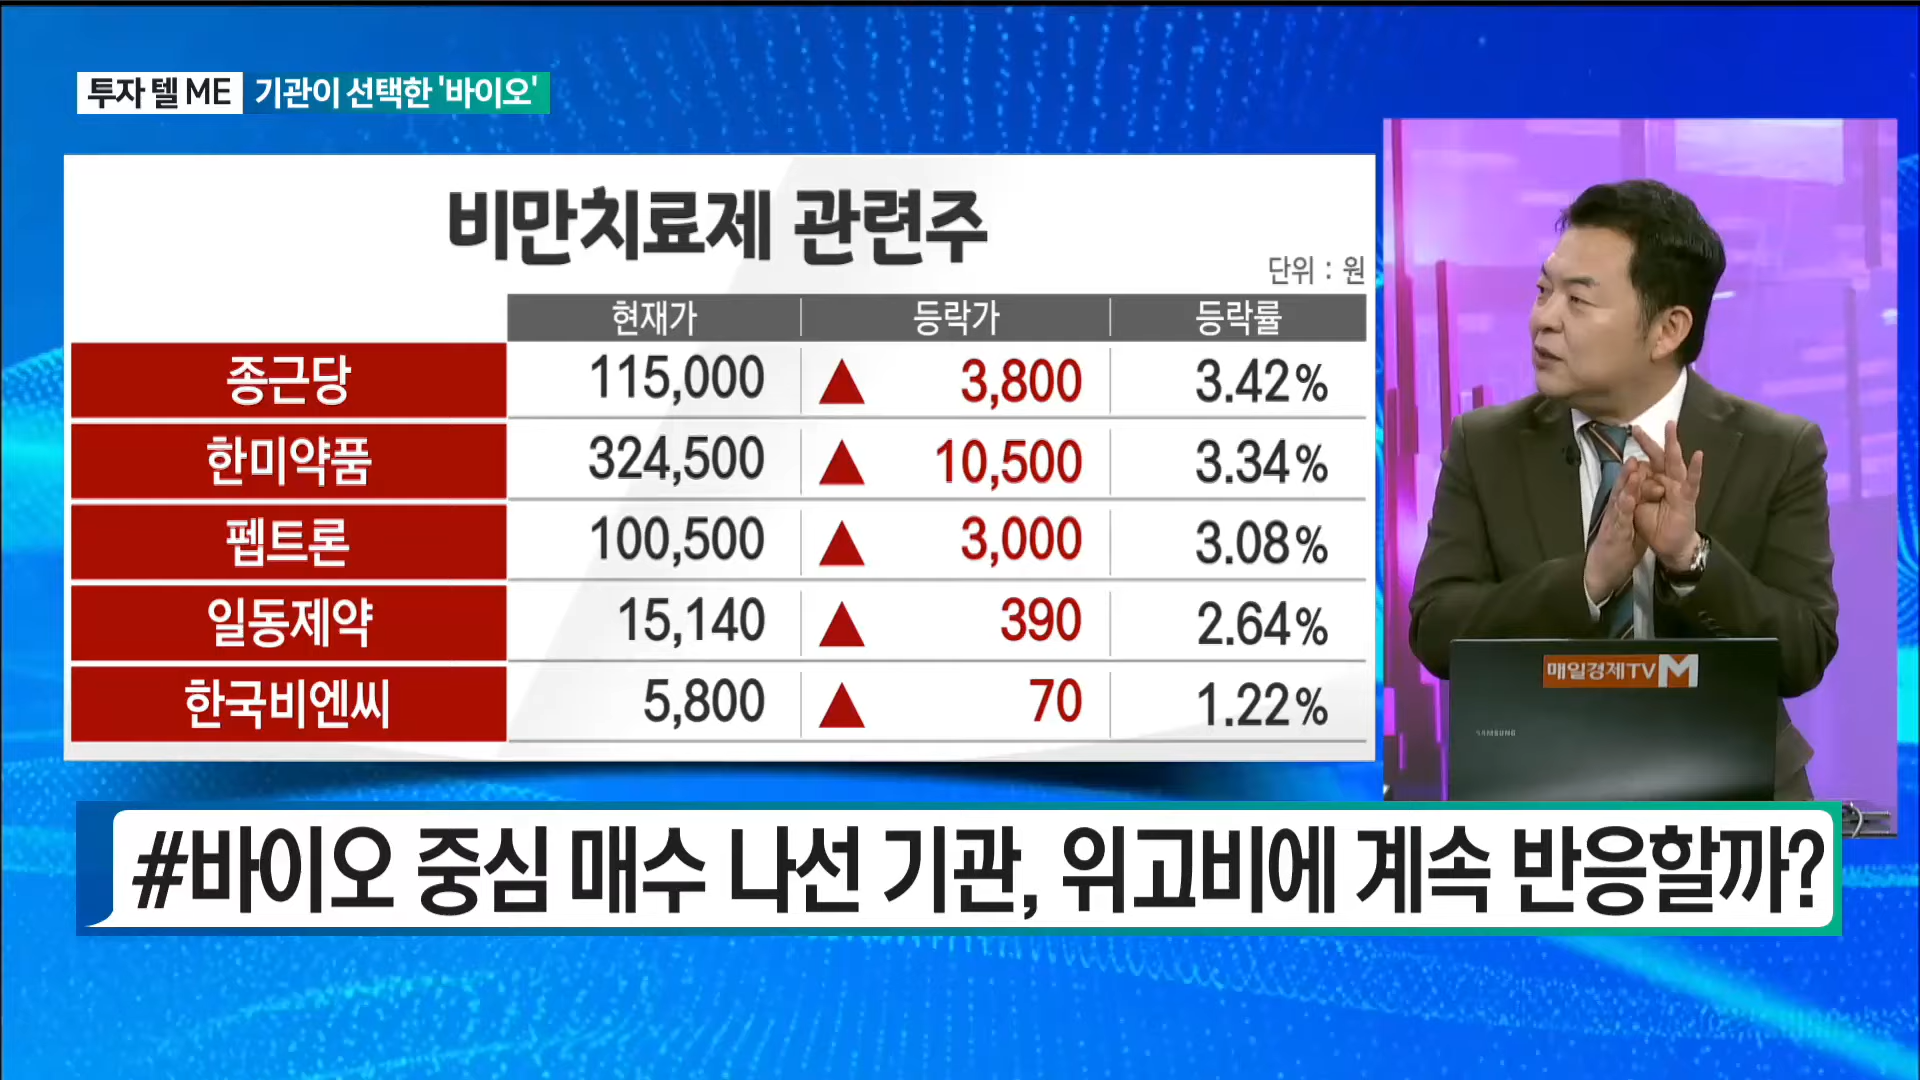 투자 텔 ME 기관이 선택한 '바이오'
비만치료제 관련주
단위 : 원
현재가 등락가 등락률
종근당 115,000 ▲ 3,800 3.42%
한미약품 324,500 ▲ 10,500 3.34%
펩트론 100,500 ▲ 3,000 3.08%
일동제약 15,140 ▲ 390 2.64%
한국비엔씨 5,800 ▲ 70 1.22%
매일경제TV M
SAMSUNG
#바이오 중심 매수 나선 기관, 위고비에 계속 반응할까?